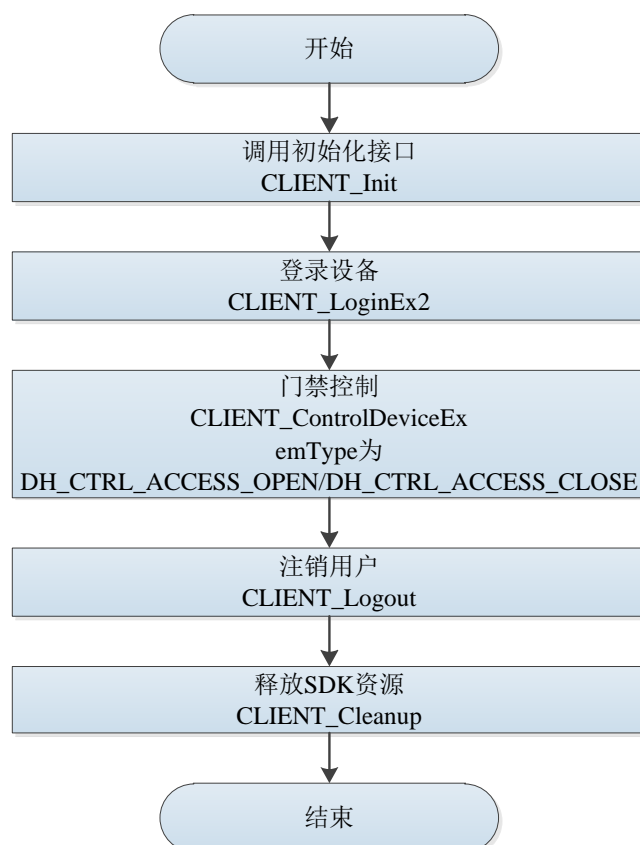 开始
调用初始化接口
CLIENT_Init
登录设备
CLIENT_LoginEx2
门禁控制
CLIENT_ControlDeviceEx
emType为
DH_CTRL_ACCESS_OPEN/DH_CTRL_ACCESS_CLOSE
注销用户
CLIENT_Logout
释放SDK资源
CLIENT_Cleanup
结束